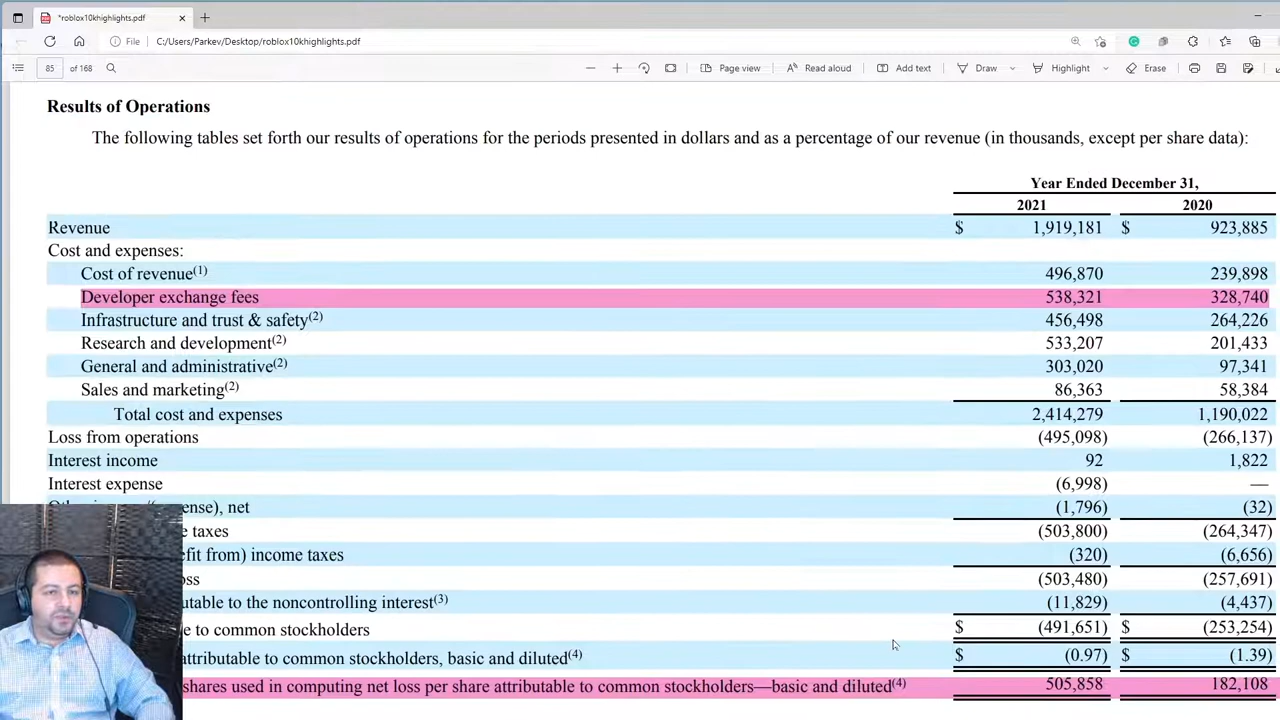 *roblox10khighlights.pdf
File C:/Users/Parkev/Desktop/roblox10khighlights.pdf
85 of 168 Page view Read aloud Add text Draw Highlight Erase
Results of Operations
The following tables set forth our results of operations for the periods presented in dollars and as a percentage of our revenue (in thousands, except per share data):
Year Ended December 31,
2021 2020
Revenue $ 1,919,181 $ 923,885
Cost and expenses:
Cost of revenue(1) 496,870 239,898
Developer exchange fees 538,321 328,740
Infrastructure and trust & safety(2) 456,498 264,226
Research and development(2) 533,207 201,433
General and administrative(2) 303,020 97,341
Sales and marketing(2) 86,363 58,384
Total cost and expenses 2,414,279 1,190,022
Loss from operations (495,098) (266,137)
Interest income 92 1,822
Interest expense (6,998) —
net (1,796) (32)
taxes (503,800) (264,347)
from) income taxes (320) (6,656)
(503,480) (257,691)
to the noncontrolling interest(3) (11,829) (4,437)
to common stockholders $ (491,651) $ (253,254)
attributable to common stockholders, basic and diluted(4) $ (0.97) $ (1.39)
shares used in computing net loss per share attributable to common stockholders—basic and diluted(4) 505,858 182,108